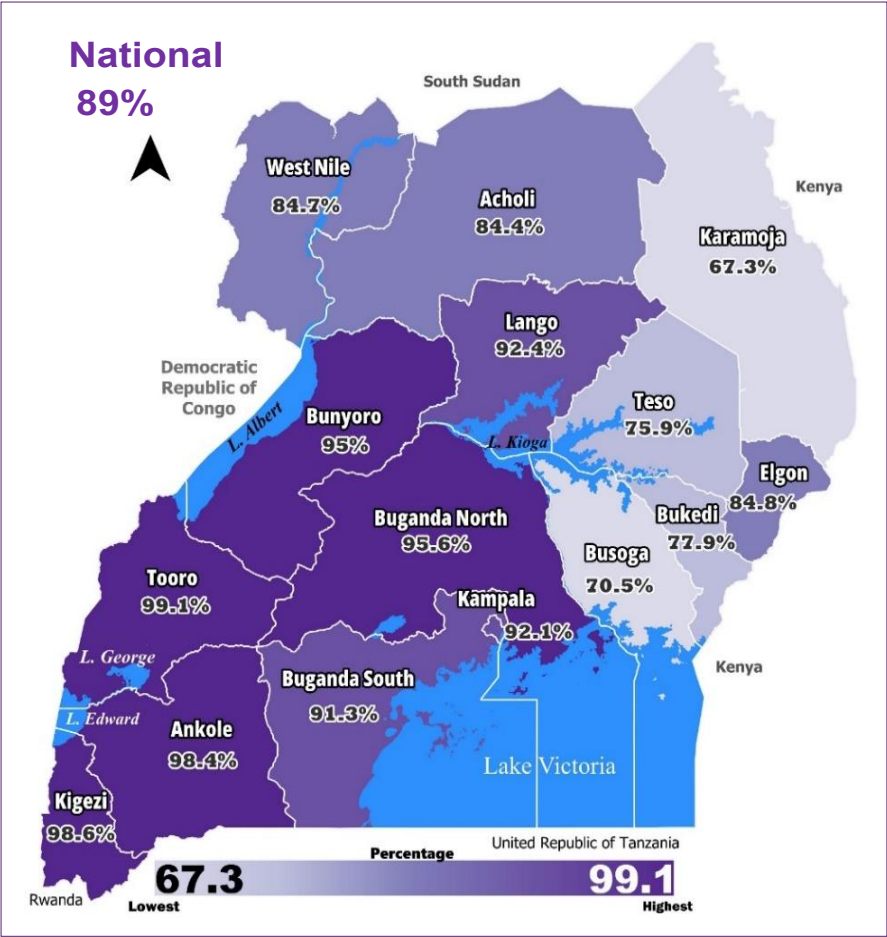 National
89%
South Sudan
West Nile
84.7%
Acholi
84.4%
Kenya
Karamoja
67.3%
Lango
92.4%
Democratic
Republic of
Congo
L. Albert
Bunyoro
95%
Teso
75.9%
L. Kioga
Elgon
84.8%
Buganda North
95.6%
Bukedi
77.9%
Busoga
70.5%
Tooro
99.1%
Kampala
92.1%
L. George
Kenya
Buganda South
91.3%
L. Edward
Ankole
98.4%
Lake Victoria
Kigezi
98.6%
United Republic of Tanzania
Percentage
67.3
99.1
Rwanda
Lowest
Highest